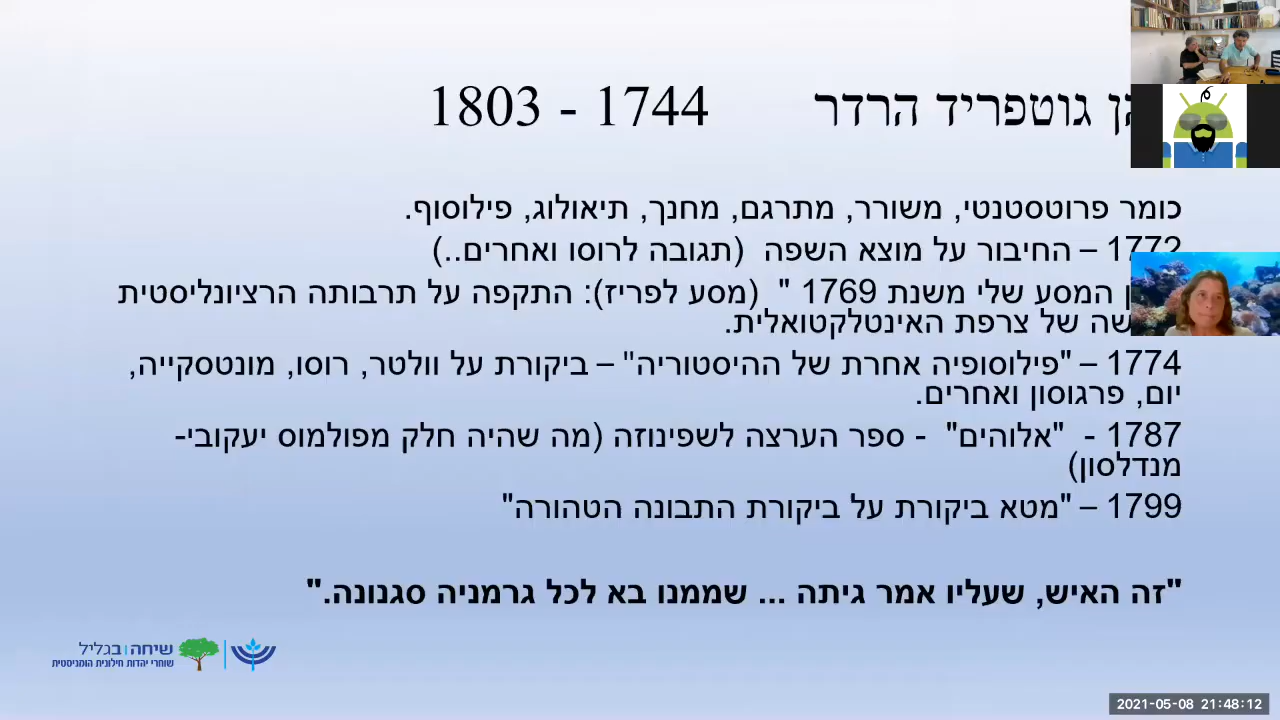 גוטפריד הרדר 1744 - 1803
כומר פרוטסטנטי, משורר, מתרגם, מחנך, תיאולוג, פילוסוף.
1772 – החיבור על מוצא השפה (תגובה לרוסו ואחרים..)
המסע שלי משנת 1769 " (מסע לפריז): התקפה על תרבותה הרציונליסטית
של צרפת האינטלקטואלית.
1774 – "פילוסופיה אחרת של ההיסטוריה" – ביקורת על וולטר, רוסו, מונטסקייה,
יום, פרגוסון ואחרים.
1787 - "אלוהים" - ספר הערצה לשפינוזה (מה שהיה חלק מפולמוס יעקובי-
מנדלסון)
1799 – "מטא ביקורת על ביקורת התבונה הטהורה"
"זה האיש, שעליו אמר גיתה ... שממנו בא לכל גרמניה סגנונה."
שיחה | בגליל
שוחרי יהדות חילונית הומניסטית
2021-05-08 21:48:12